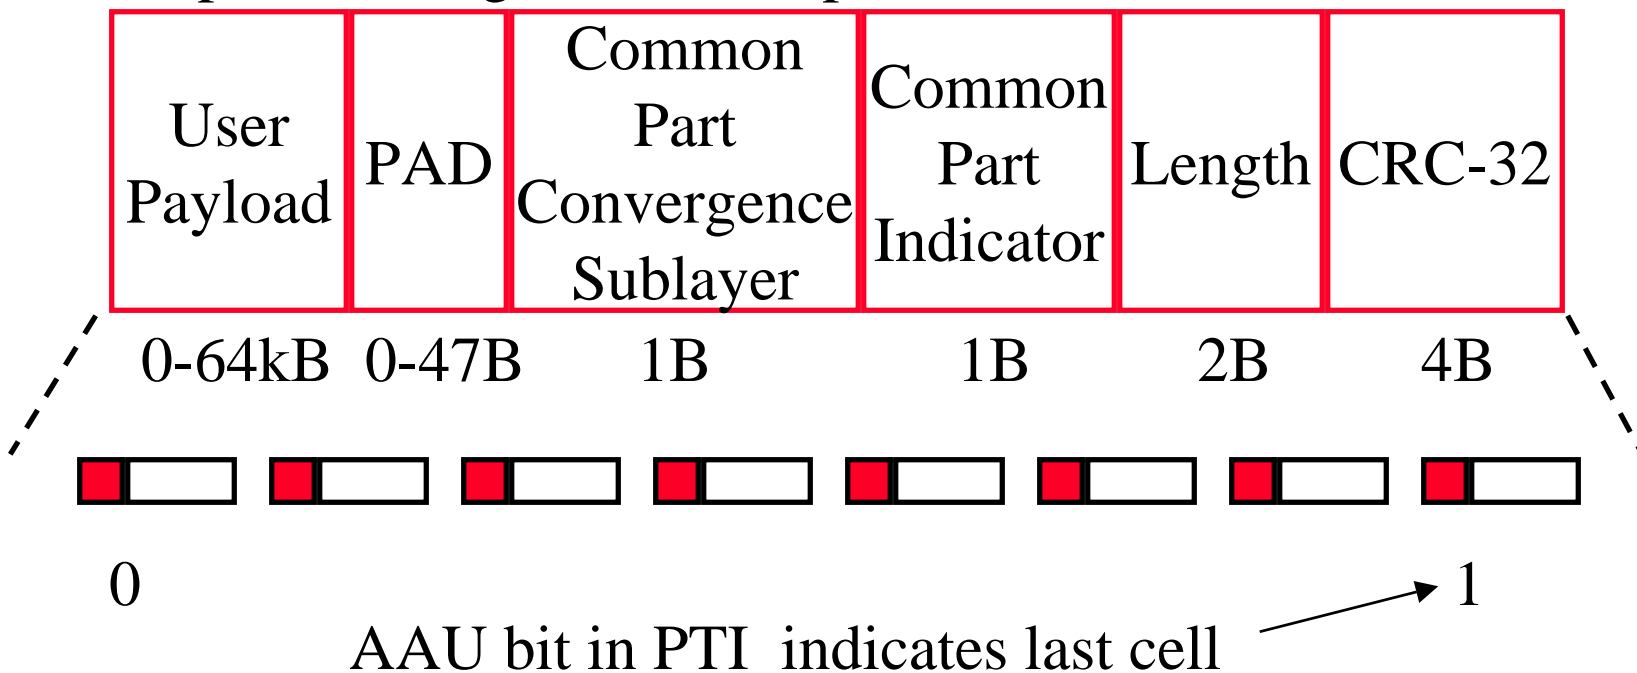 User
Payload
PAD
Common
Part
Convergence
Sublayer
Common
Part
Indicator
Length
CRC-32
0-64kB 0-47B 1B 1B 2B 4B
0 1
AAU bit in PTI indicates last cell